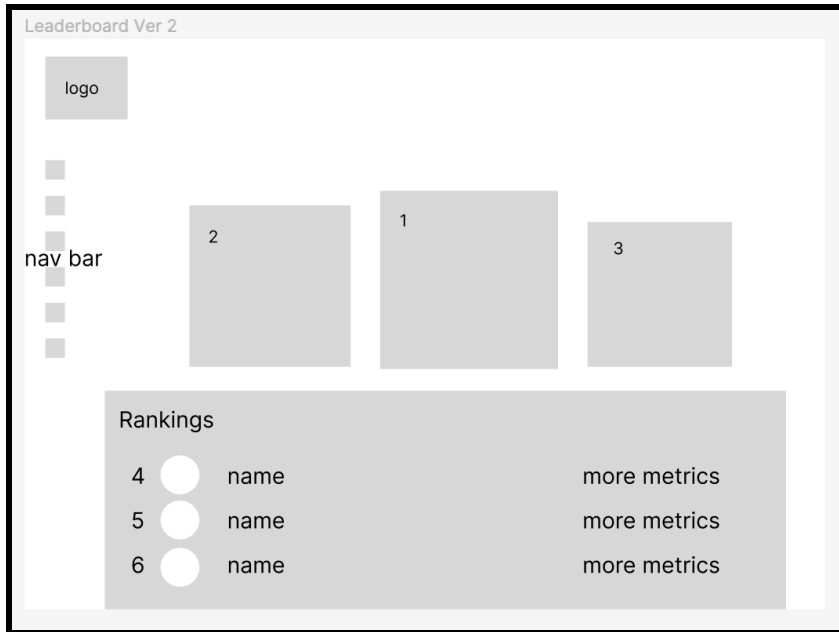 Leaderboard Ver 2
logo
nav bar
2
1
3
Rankings
4 name more metrics
5 name more metrics
6 name more metrics